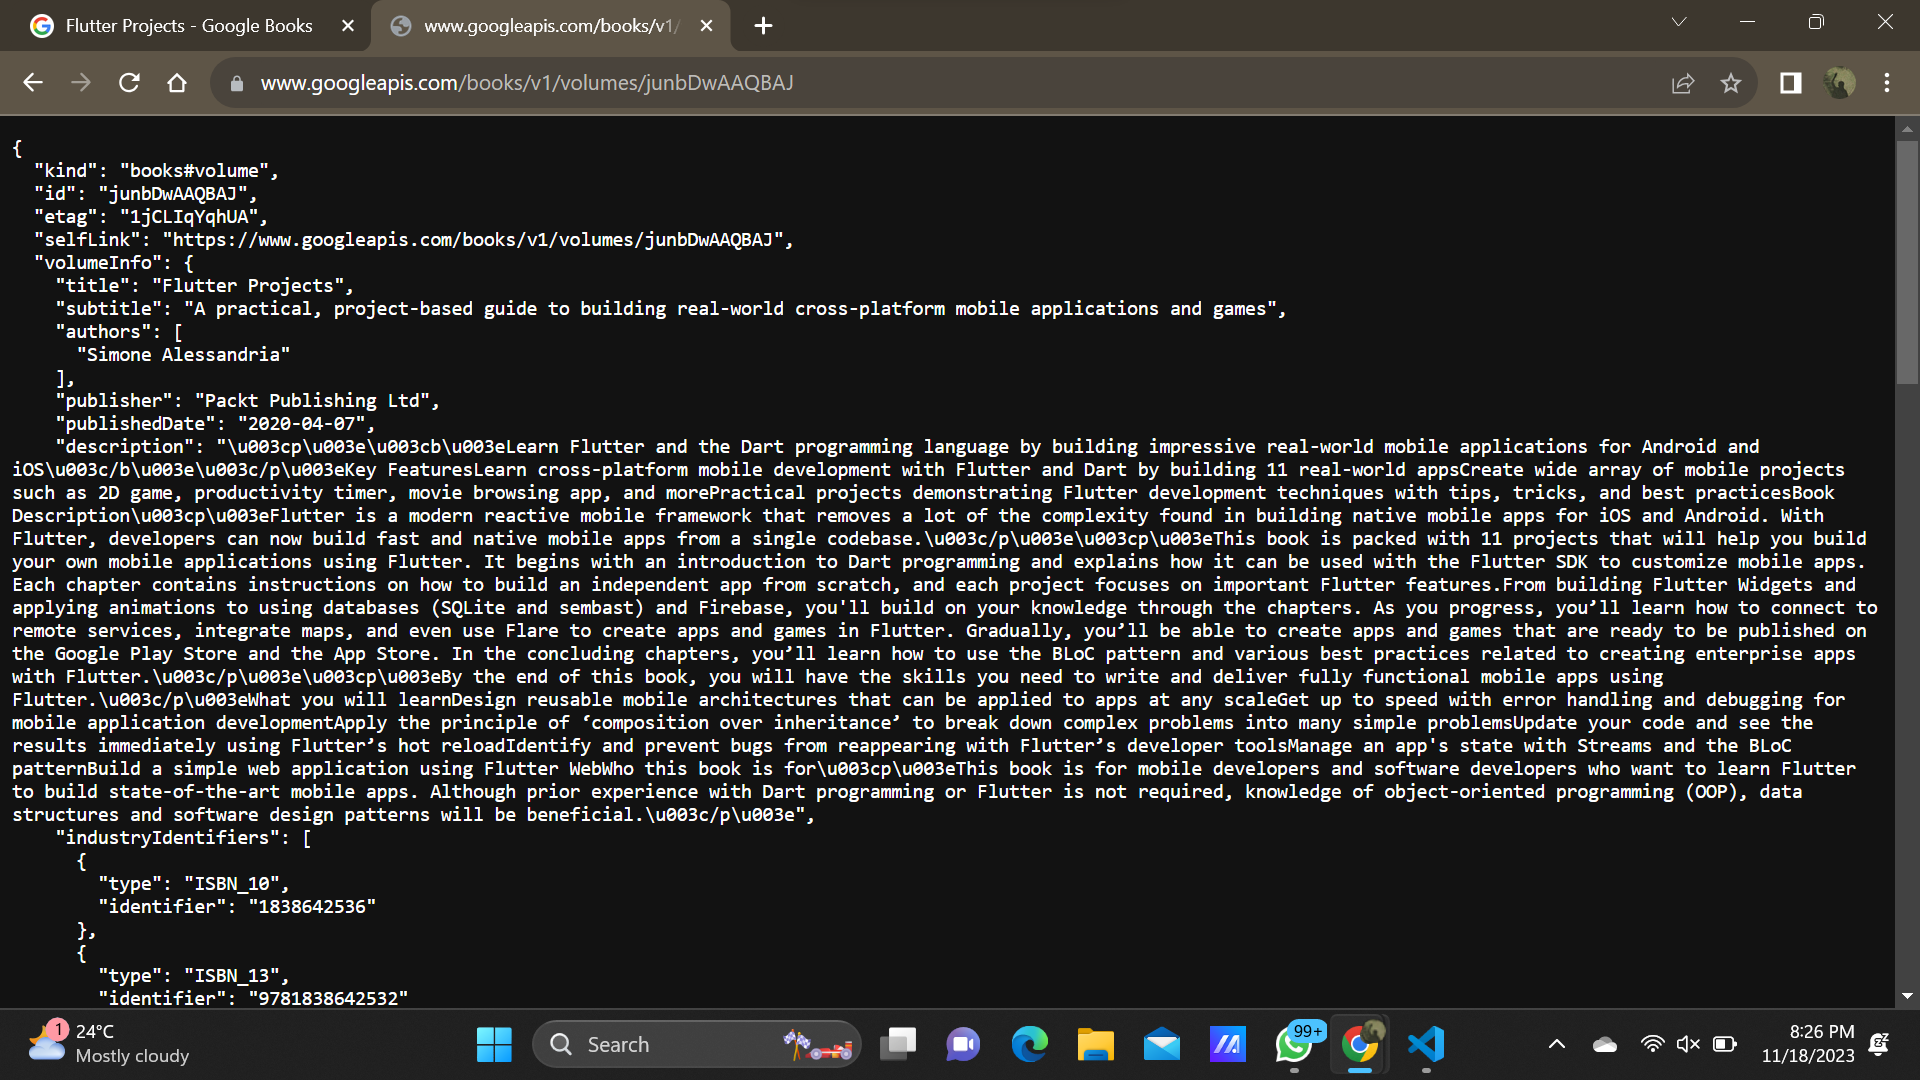 Flutter Projects - Google Books
www.googleapis.com/books/v1/
www.googleapis.com/books/v1/volumes/junbDwAAQBAJ
{
"kind": "books#volume",
"id": "junbDwAAQBAJ",
"etag": "1jCLIqYqhUA",
"selfLink": "https://www.googleapis.com/books/v1/volumes/junbDwAAQBAJ",
"volumeInfo": {
"title": "Flutter Projects",
"subtitle": "A practical, project-based guide to building real-world cross-platform mobile applications and games",
"authors": [
"Simone Alessandria"
],
"publisher": "Packt Publishing Ltd",
"publishedDate": "2020-04-07",
"description": "\u003cp\u003e\u003cb\u003eLearn Flutter and the Dart programming language by building impressive real-world mobile applications for Android and
iOS\u003c/b\u003e\u003c/p\u003eKey FeaturesLearn cross-platform mobile development with Flutter and Dart by building 11 real-world appsCreate wide array of mobile projects
such as 2D game, productivity timer, movie browsing app, and morePractical projects demonstrating Flutter development techniques with tips, tricks, and best practicesBook
Description\u003cp\u003eFlutter is a modern reactive mobile framework that removes a lot of the complexity found in building native mobile apps for iOS and Android. With
Flutter, developers can now build fast and native mobile apps from a single codebase.\u003c/p\u003e\u003cp\u003eThis book is packed with 11 projects that will help you build
your own mobile applications using Flutter. It begins with an introduction to Dart programming and explains how it can be used with the Flutter SDK to customize mobile apps.
Each chapter contains instructions on how to build an independent app from scratch, and each project focuses on important Flutter features.From building Flutter Widgets and
applying animations to using databases (SQLite and sembast) and Firebase, you'll build on your knowledge through the chapters. As you progress, you’ll learn how to connect to
remote services, integrate maps, and even use Flare to create apps and games in Flutter. Gradually, you’ll be able to create apps and games that are ready to be published on
the Google Play Store and the App Store. In the concluding chapters, you’ll learn how to use the BLoC pattern and various best practices related to creating enterprise apps
with Flutter.\u003c/p\u003e\u003cp\u003eBy the end of this book, you will have the skills you need to write and deliver fully functional mobile apps using
Flutter.\u003c/p\u003eWhat you will learnDesign reusable mobile architectures that can be applied to apps at any scaleGet up to speed with error handling and debugging for
mobile application developmentApply the principle of ‘composition over inheritance’ to break down complex problems into many simple problemsUpdate your code and see the
results immediately using Flutter’s hot reloadIdentify and prevent bugs from reappearing with Flutter’s developer toolsManage an app's state with Streams and the BLoC
patternBuild a simple web application using Flutter WebWho this book is for\u003cp\u003eThis book is for mobile developers and software developers who want to learn Flutter
to build state-of-the-art mobile apps. Although prior experience with Dart programming or Flutter is not required, knowledge of object-oriented programming (OOP), data
structures and software design patterns will be beneficial.\u003c/p\u003e",
"industryIdentifiers": [
{
"type": "ISBN_10",
"identifier": "1838642536"
},
{
"type": "ISBN_13",
"identifier": "9781838642532"
1
24°C
Mostly cloudy
Search
99+
8:26 PM
11/18/2023